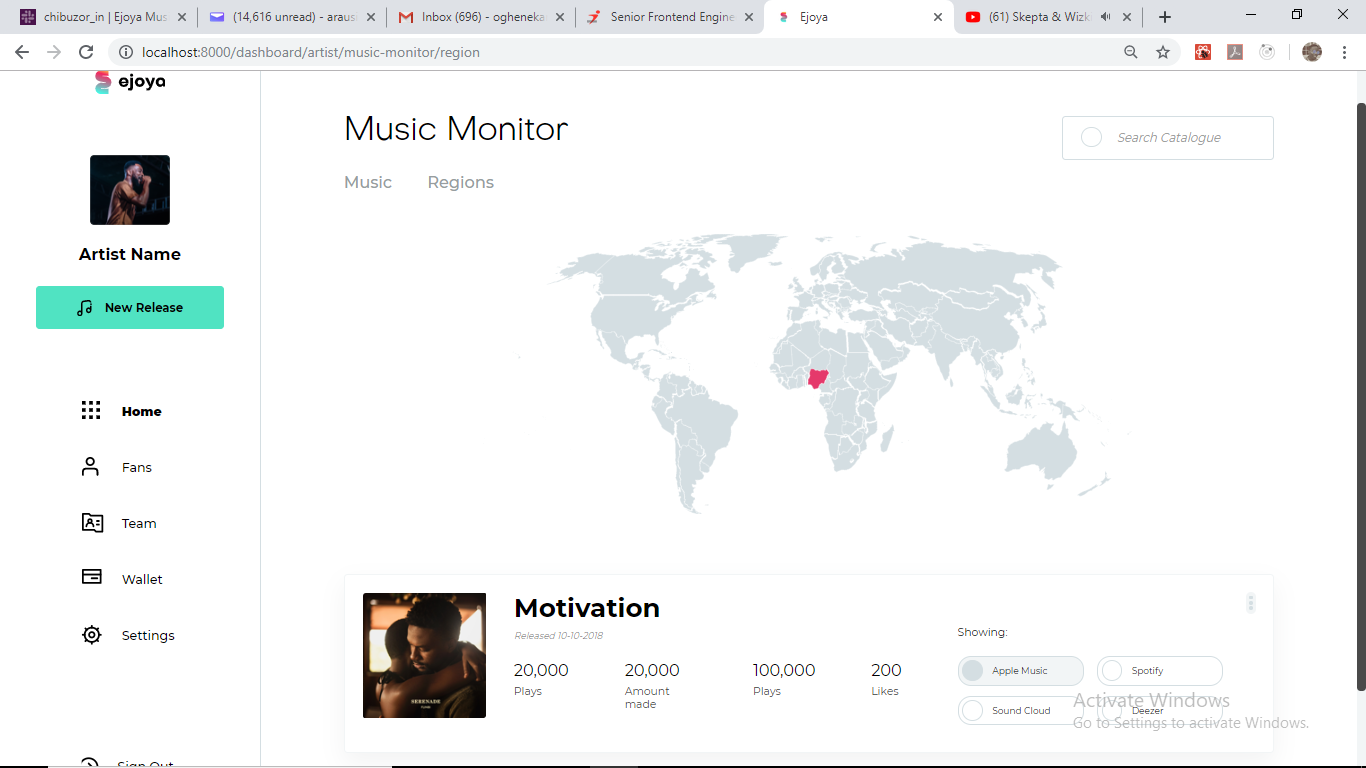 chibuzor_in | Ejoya Mus
(14,616 unread) - araus
Inbox (696) - ogheneka
Senior Frontend Engine
Ejoya
(61) Skepta & Wizk
localhost:8000/dashboard/artist/music-monitor/region
ejoya
Artist Name
New Release
Home
Fans
Team
Wallet
Settings
Sign Out
Music Monitor
Search Catalogue
Music
Regions
Motivation
Released 10-10-2018
20,000
Plays
20,000
Amount
made
100,000
Plays
200
Likes
Showing:
Apple Music
Spotify
Sound Cloud
Deezer
SERENADE
Activate Windows
Go to Settings to activate Windows.